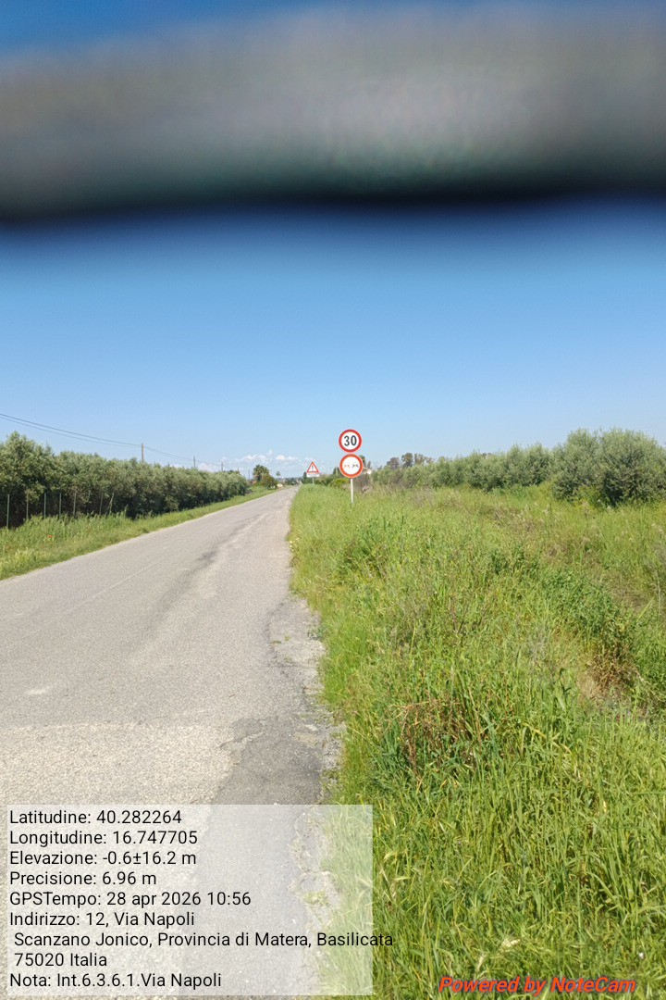 30
Latitudine: 40.282264
Longitudine: 16.747705
Elevazione: -0.6±16.2 m
Precisione: 6.96 m
GPSTempo: 28 apr 2026 10:56
Indirizzo: 12, Via Napoli
Scanzano Jonico, Provincia di Matera, Basilicata
75020 Italia
Nota: Int.6.3.6.1.Via Napoli
Powered by NoteCam